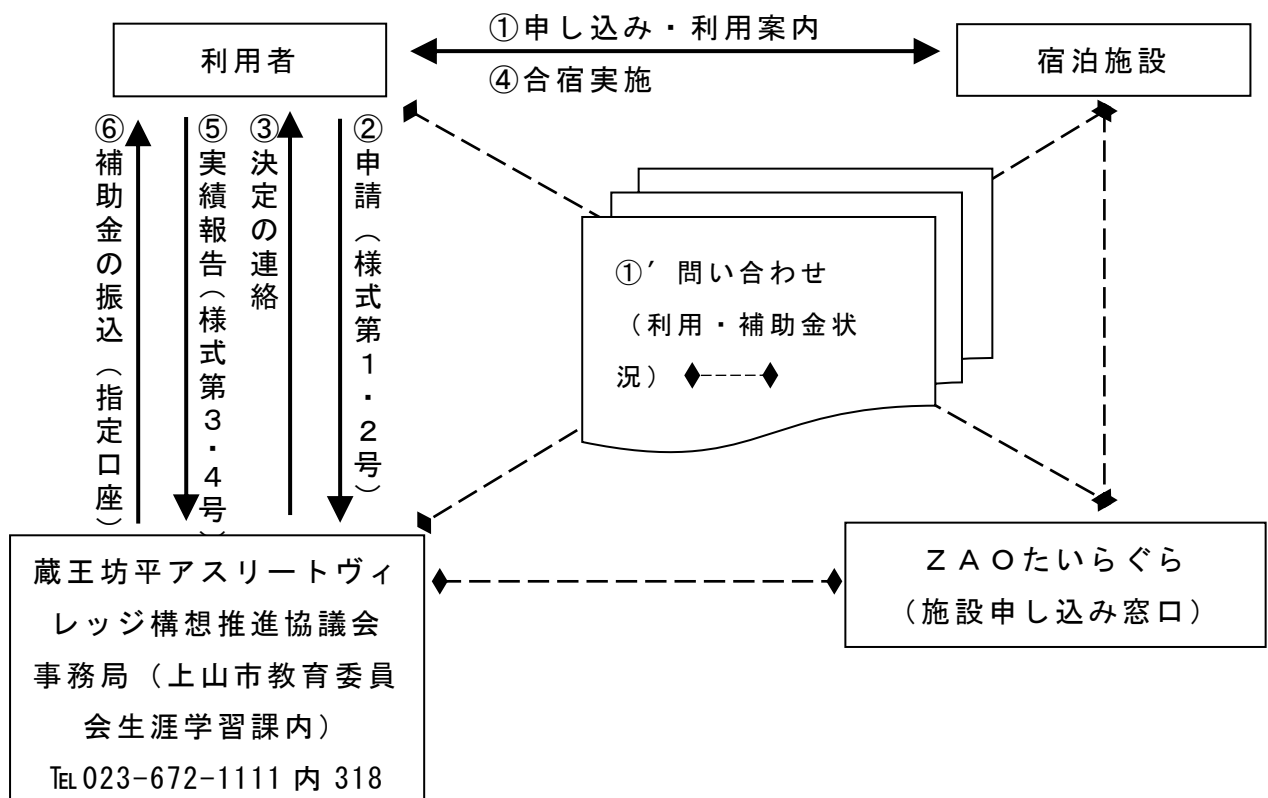 ①申し込み・利用案内
利用者
宿泊施設
④合宿実施
⑥補助金の振込（指定口座）
⑤実績報告（様式第３・４号）
③決定の連絡
②申請（様式第１・２号）
①′問い合わせ
（利用・補助金状
況）
蔵王坊平アスリートヴィ
レッジ構想推進協議会
事務局（上山市教育委員
会生涯学習課内）
℡023-672-1111 内 318
ＺＡＯたいらぐら
（施設申し込み窓口）